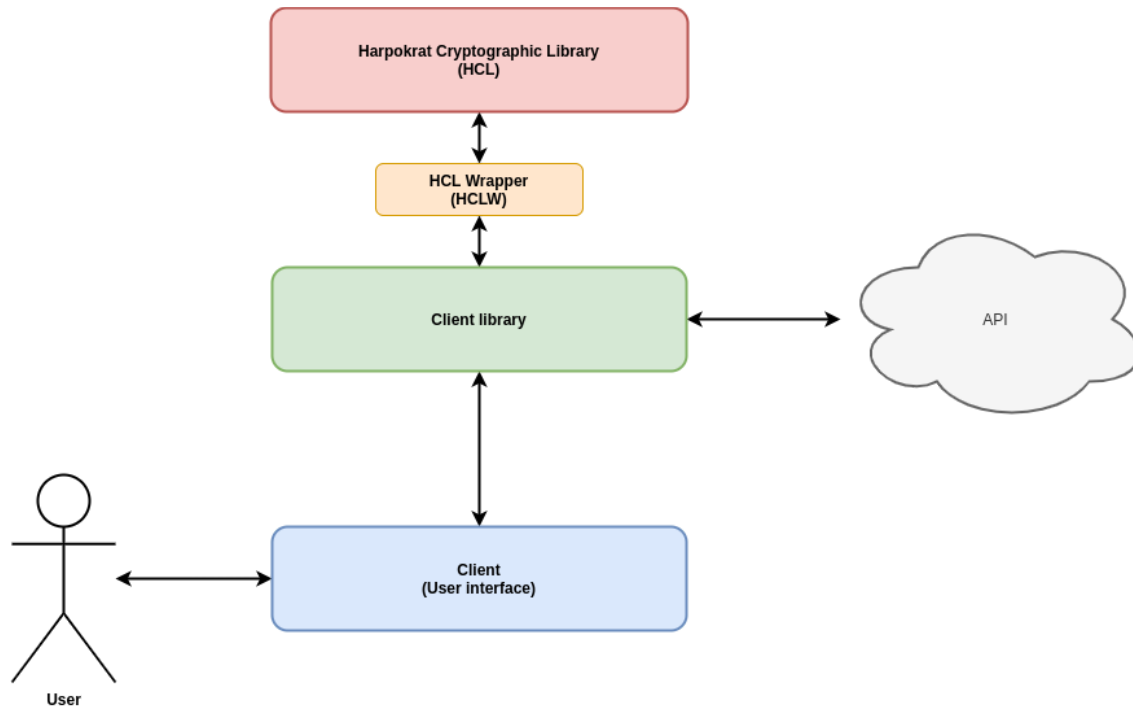 Harpokrat Cryptographic Library
(HCL)
HCL Wrapper
(HCLW)
Client library
API
Client
(User interface)
User